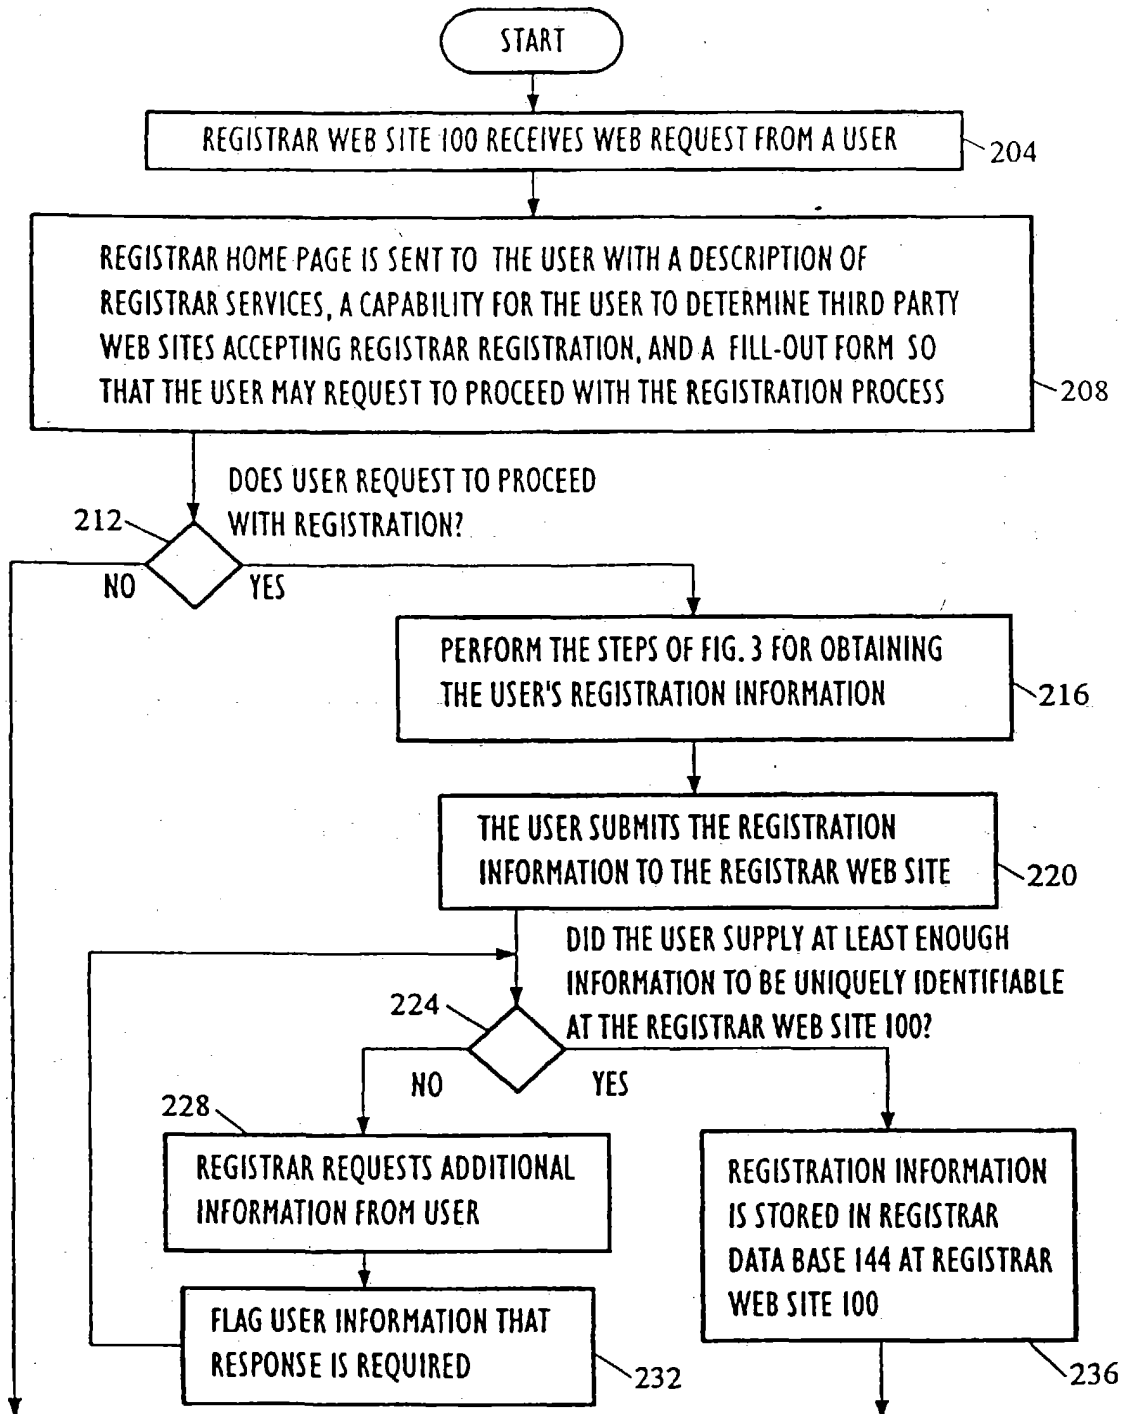 START
REGISTRAR WEB SITE 100 RECEIVES WEB REQUEST FROM A USER
204
REGISTRAR HOME PAGE IS SENT TO THE USER WITH A DESCRIPTION OF
REGISTRAR SERVICES, A CAPABILITY FOR THE USER TO DETERMINE THIRD PARTY
WEB SITES ACCEPTING REGISTRAR REGISTRATION, AND A FILL-OUT FORM SO
THAT THE USER MAY REQUEST TO PROCEED WITH THE REGISTRATION PROCESS
208
DOES USER REQUEST TO PROCEED
WITH REGISTRATION?
212
NO
YES
PERFORM THE STEPS OF FIG. 3 FOR OBTAINING
THE USER'S REGISTRATION INFORMATION
216
THE USER SUBMITS THE REGISTRATION
INFORMATION TO THE REGISTRAR WEB SITE
220
DID THE USER SUPPLY AT LEAST ENOUGH
INFORMATION TO BE UNIQUELY IDENTIFIABLE
AT THE REGISTRAR WEB SITE 100?
224
NO
YES
228
REGISTRAR REQUESTS ADDITIONAL
INFORMATION FROM USER
FLAG USER INFORMATION THAT
RESPONSE IS REQUIRED
232
REGISTRATION INFORMATION
IS STORED IN REGISTRAR
DATA BASE 144 AT REGISTRAR
WEB SITE 100
236